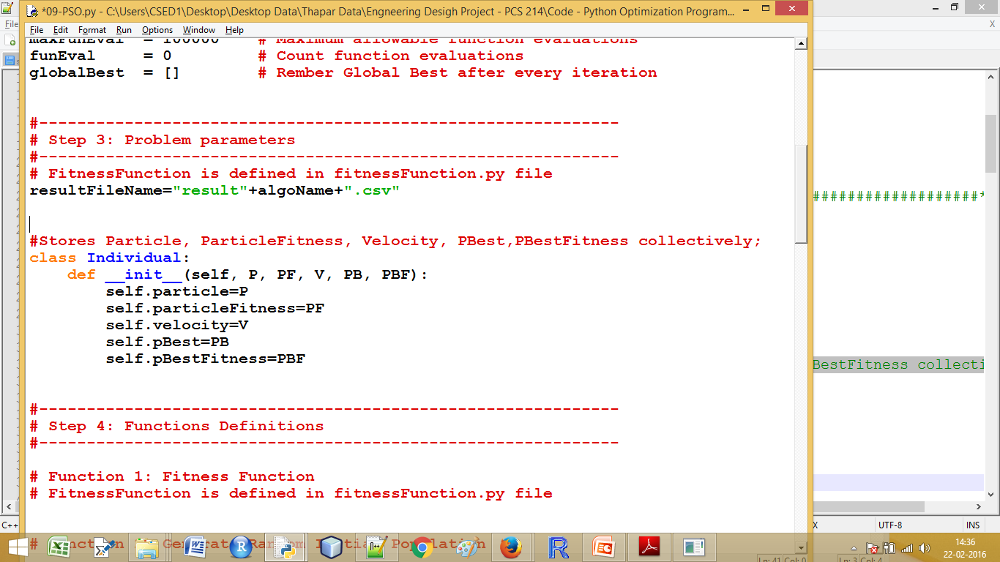 *09-PSO.py - C:\Users\CSED1\Desktop\Desktop Data\Thapar Data\Engneering Desigh Project - PCS 214\Code - Python Optimization Program...
File
File Edit Format Run Options Window Help
X
maxFunEval = 100000 # Maximum allowable function evaluations
funEval = 0 # Count function evaluations
globalBest = [] # Rember Global Best after every iteration
#-------------------------------------------------------------
# Step 3: Problem parameters
#-------------------------------------------------------------
# FitnessFunction is defined in fitnessFunction.py file
resultFileName="result"+algoName+".csv"
###################*
#Stores Particle, ParticleFitness, Velocity, PBest,PBestFitness collectively;
class Individual:
def __init__(self, P, PF, V, PB, PBF):
self.particle=P
self.particleFitness=PF
self.velocity=V
self.pBest=PB
self.pBestFitness=PBF
BestFitness collecti
#-------------------------------------------------------------
# Step 4: Functions Definitions
#-------------------------------------------------------------
# Function 1: Fitness Function
# FitnessFunction is defined in fitnessFunction.py file
C++
X
UTF-8
INS
# Function Generate Random Initial Population
14:36
22-02-2016
Ln: 41 Col: 0
Ln: 3 Col: 4